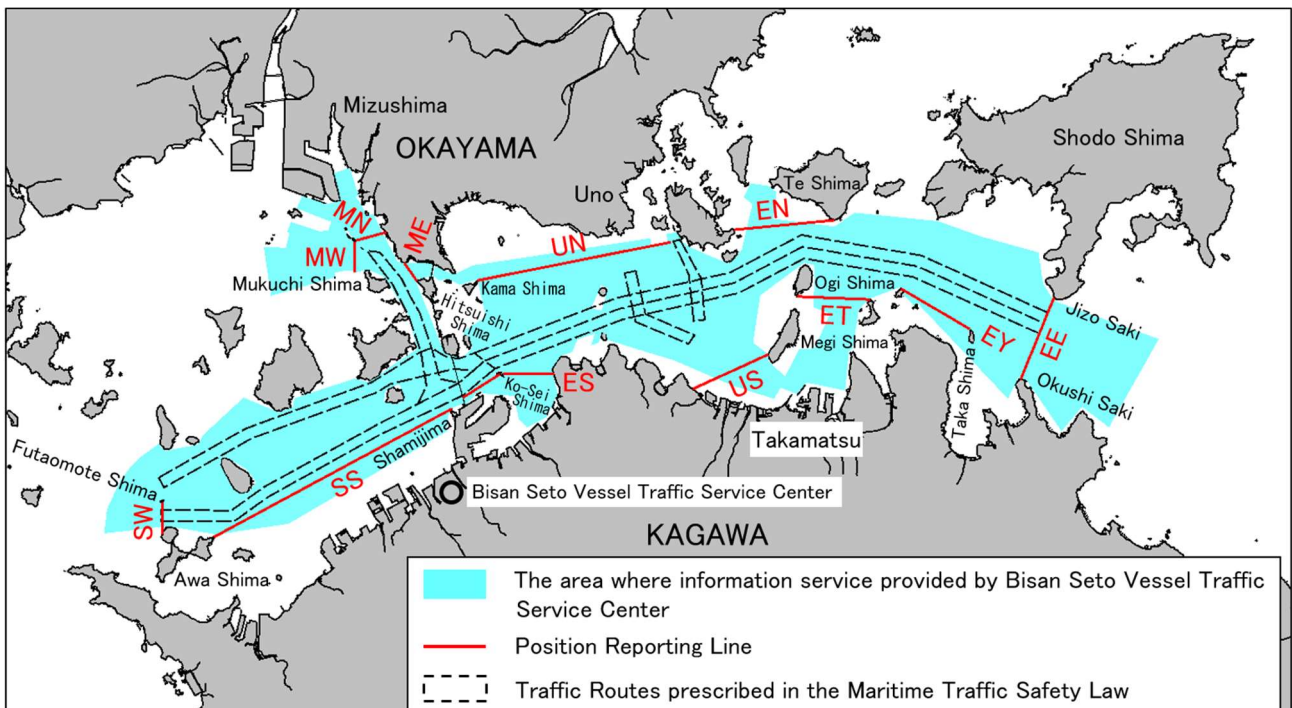 Mizushima
OKAYAMA
Shodo Shima
Uno
Te Shima
EN
MN
ME
UN
MW
Mukuchi Shima
Kama Shima
Ogi Shima
Hitsuishi
Shima
ET
EY
Jizo Saki
EE
Megi Shima
Taka Shima
Okushi Saki
US
ES
Ko-Sei
Shima
Shamijima
SS
Takamatsu
Futaomote Shima
SW
Bisan Seto Vessel Traffic Service Center
KAGAWA
Awa Shima
The area where information service provided by Bisan Seto Vessel Traffic
Service Center
Position Reporting Line
Traffic Routes prescribed in the Maritime Traffic Safety Law